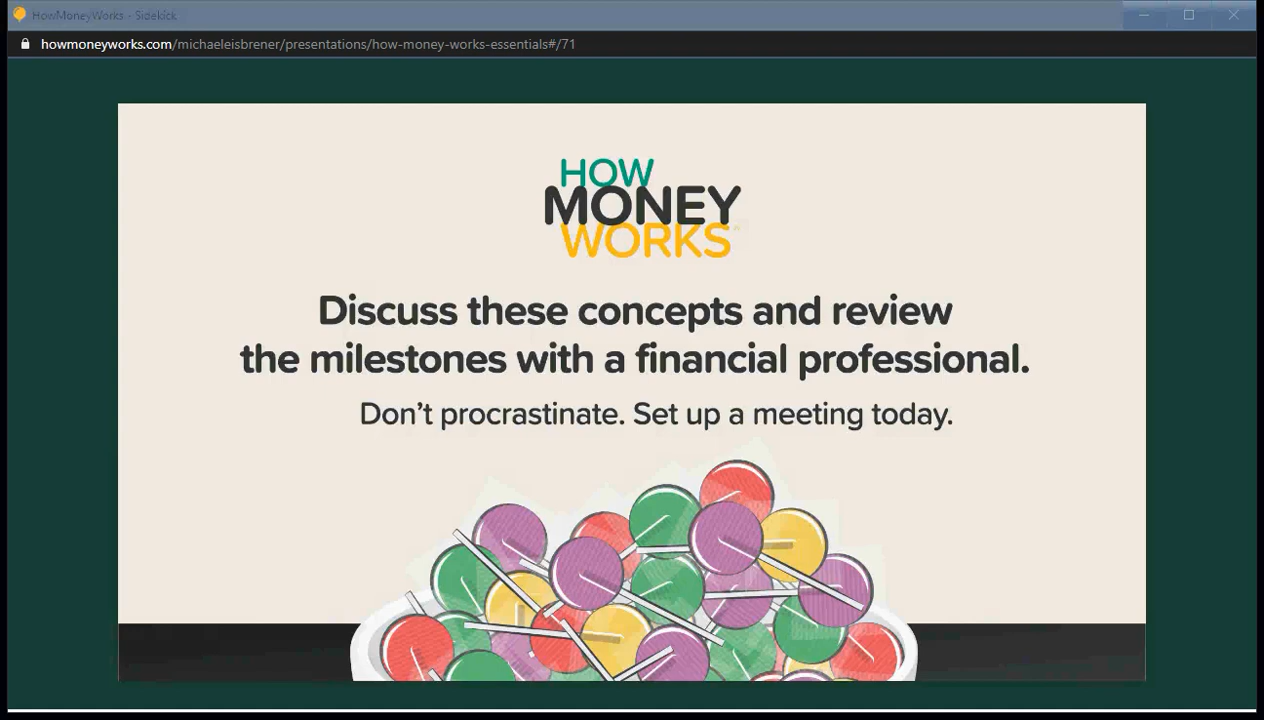 HowMoneyWorks - Sidekick
howmoneyworks.com/michaeleisbrener/presentations/how-money-works-essentials#/71
HOW
MONEY
WORKS
Discuss these concepts and review
the milestones with a financial professional.
Don’t procrastinate. Set up a meeting today.